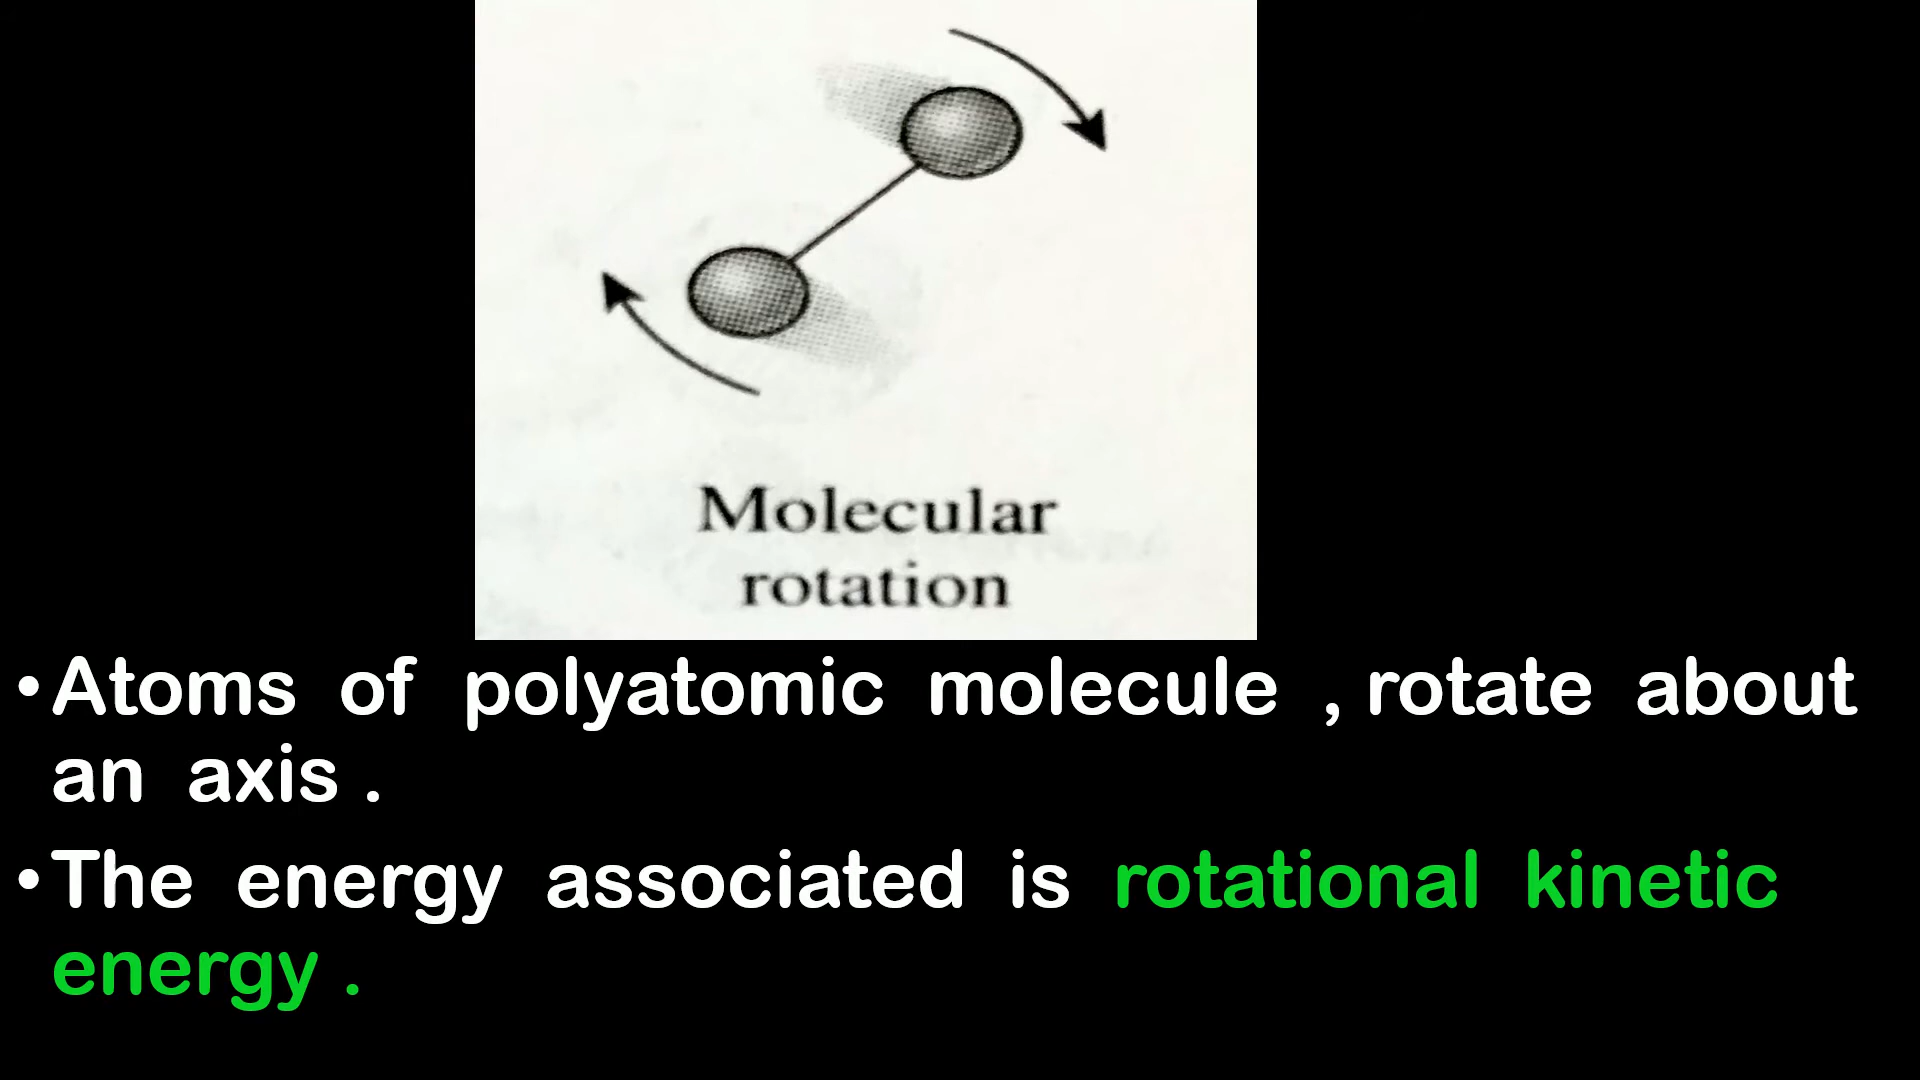 Molecular
rotation
•Atoms of polyatomic molecule , rotate about
an axis .
•The energy associated is rotational kinetic
energy .